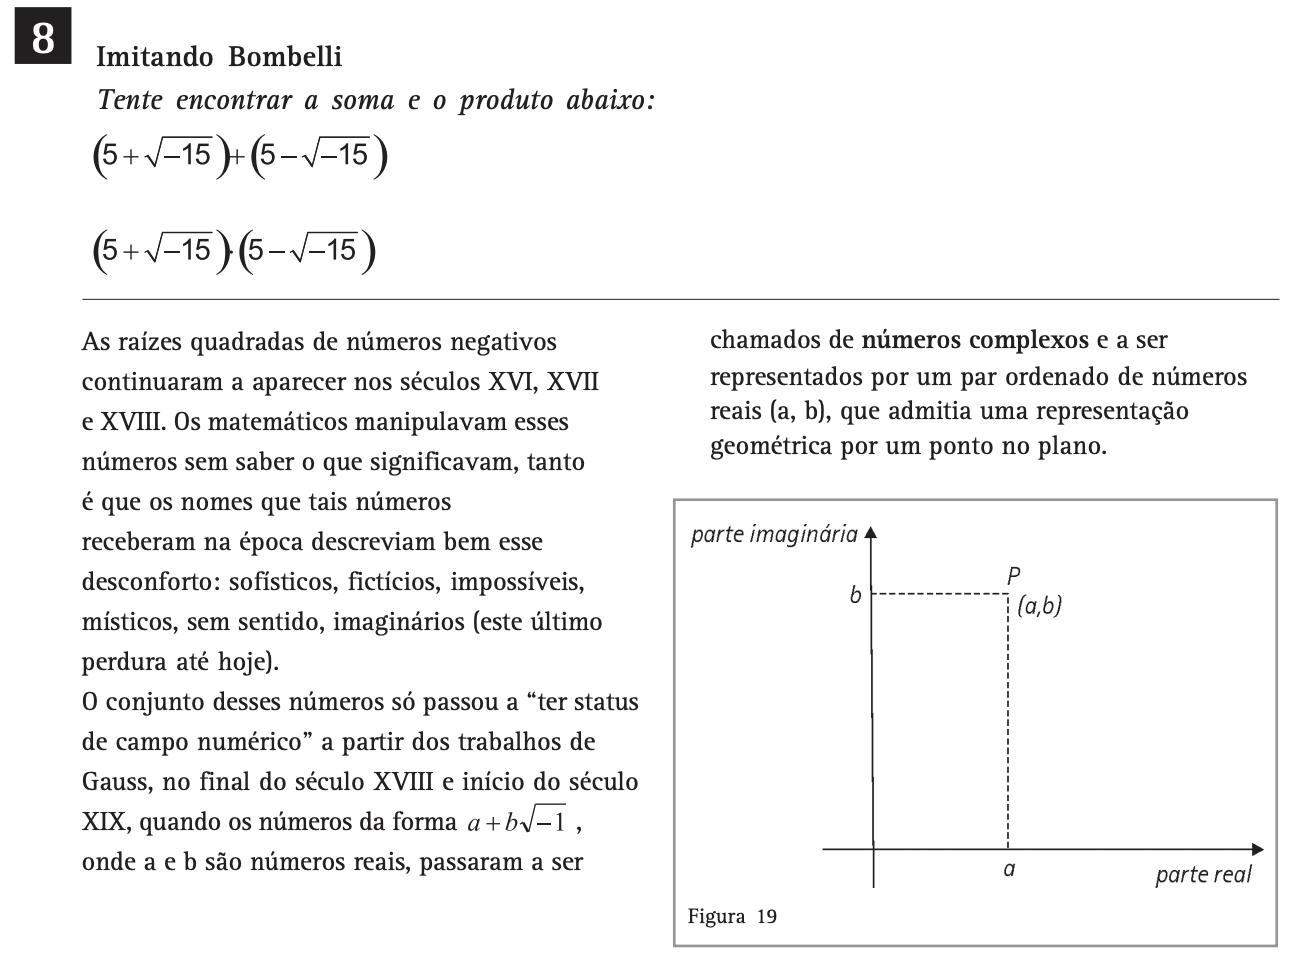 8
Imitando Bombelli
Tente encontrar a soma e o produto abaixo:
(5+√−15)+(5−√−15)
(5+√−15)·(5−√−15)
As raízes quadradas de números negativos
continuaram a aparecer nos séculos XVI, XVII
e XVIII. Os matemáticos manipulavam esses
números sem saber o que significavam, tanto
é que os nomes que tais números
receberam na época descreviam bem esse
desconforto: sofísticos, fictícios, impossíveis,
místicos, sem sentido, imaginários (este último
perdura até hoje).
O conjunto desses números só passou a “ter status
de campo numérico” a partir dos trabalhos de
Gauss, no final do século XVIII e início do século
XIX, quando os números da forma a+b√−1 ,
onde a e b são números reais, passaram a ser
chamados de números complexos e a ser
representados por um par ordenado de números
reais (a, b), que admitia uma representação
geométrica por um ponto no plano.
parte imaginária
P
b
(a,b)
a
parte real
Figura 19